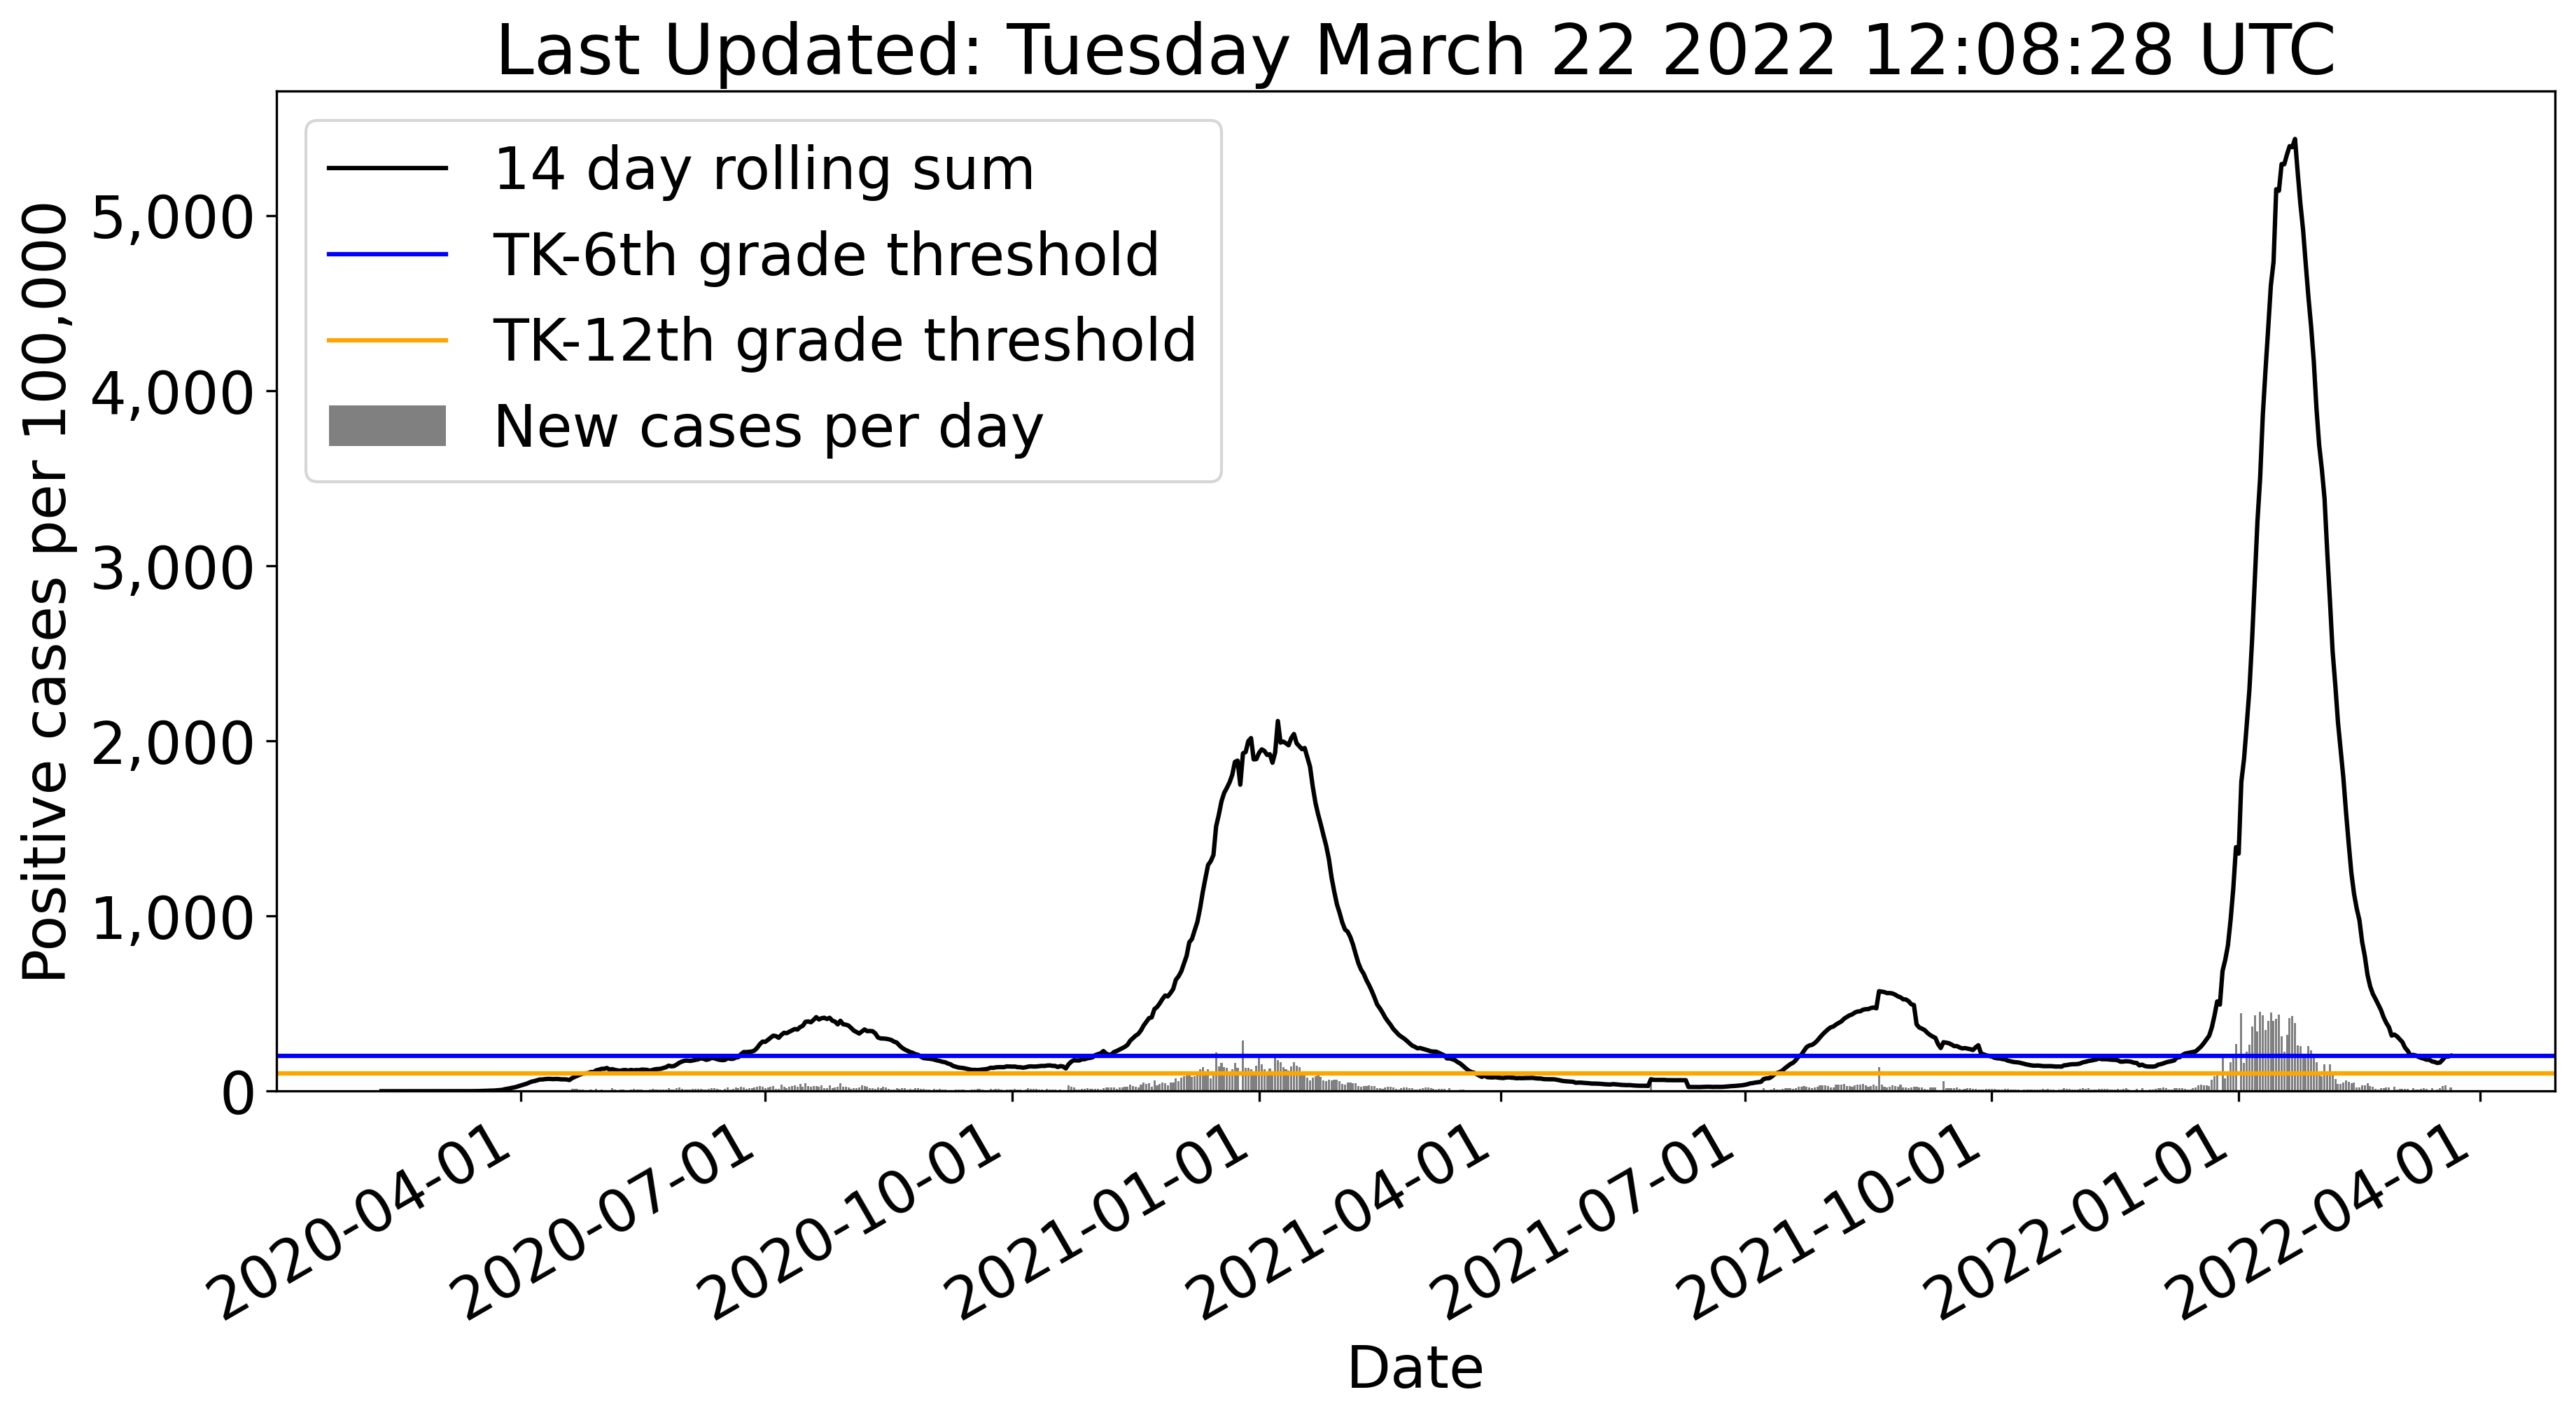 Last Updated: Tuesday March 22 2022 12:08:28 UTC
14 day rolling sum
TK-6th grade threshold
TK-12th grade threshold
New cases per day
Positive cases per 100,000
5,000
4,000
3,000
2,000
1,000
0
2020-04-01
2020-07-01
2020-10-01
2021-01-01
2021-04-01
2021-07-01
2021-10-01
2022-01-01
2022-04-01
Date